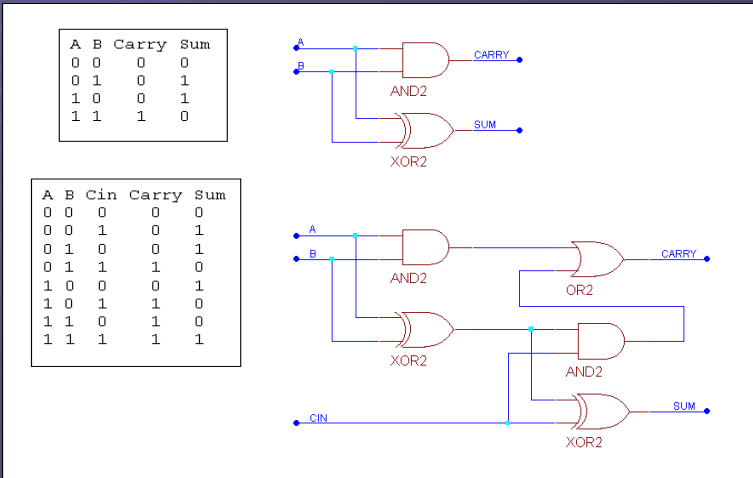 A B Carry Sum
0 0 0 0
0 1 0 1
1 0 0 1
1 1 1 0
A
B
AND2
CARRY
XOR2
SUM
A B Cin Carry Sum
0 0 0 0 0
0 0 1 0 1
0 1 0 0 1
0 1 1 1 0
1 0 0 0 1
1 0 1 1 0
1 1 0 1 0
1 1 1 1 1
A
B
AND2
CARRY
OR2
XOR2
AND2
CIN
SUM
XOR2